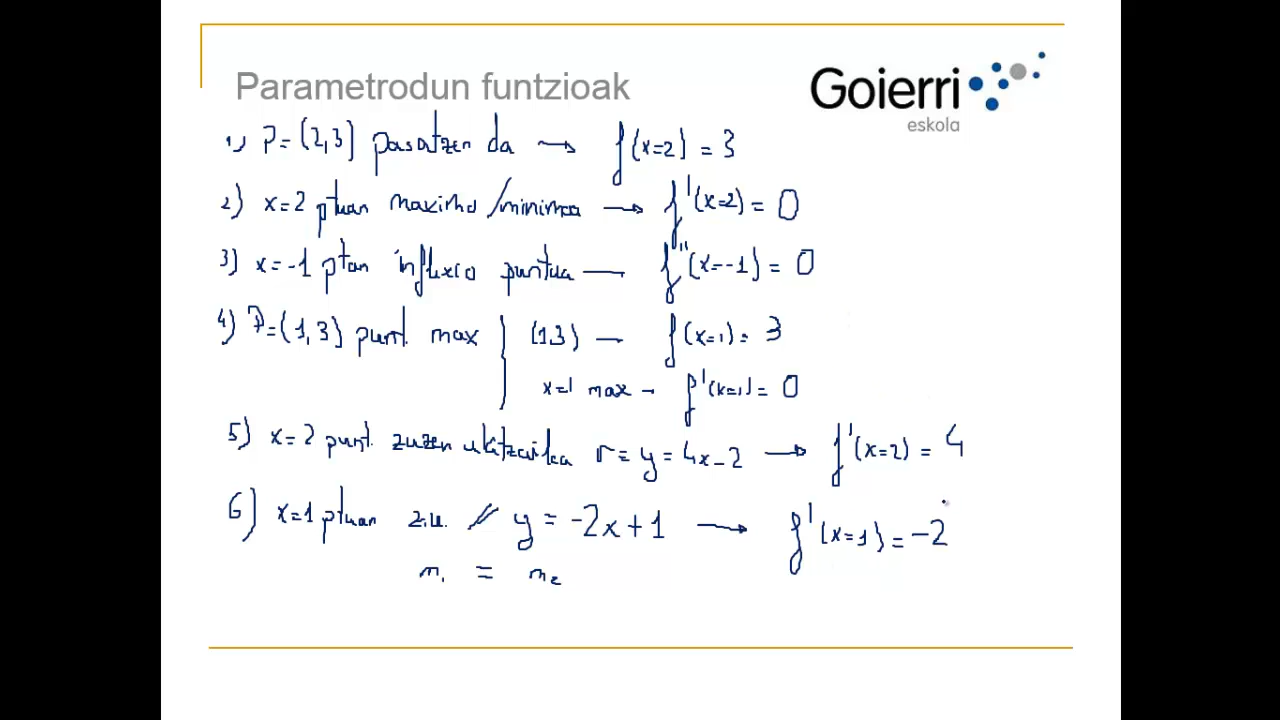 Parametrodun funtzioak
Goierri
eskola
1) P=(2,3) pasatzen da → f(x=2) = 3
2) x=2 ptuan maximo/minimoa → f'(x=2) = 0
3) x=-1 ptan inflexio puntua — f''(x=-1) = 0
4) P=(1,3) punt. max } (1,3) — f(x=1) = 3
x=1 max - f'(x=1) = 0
5) x=2 punt. zuzen ukitzailea r = y = 4x-2 → f'(x=2) = 4
6) x=1 ptuan z.u. // y = -2x+1 → f'(x=1) = -2
m₁ = m₂